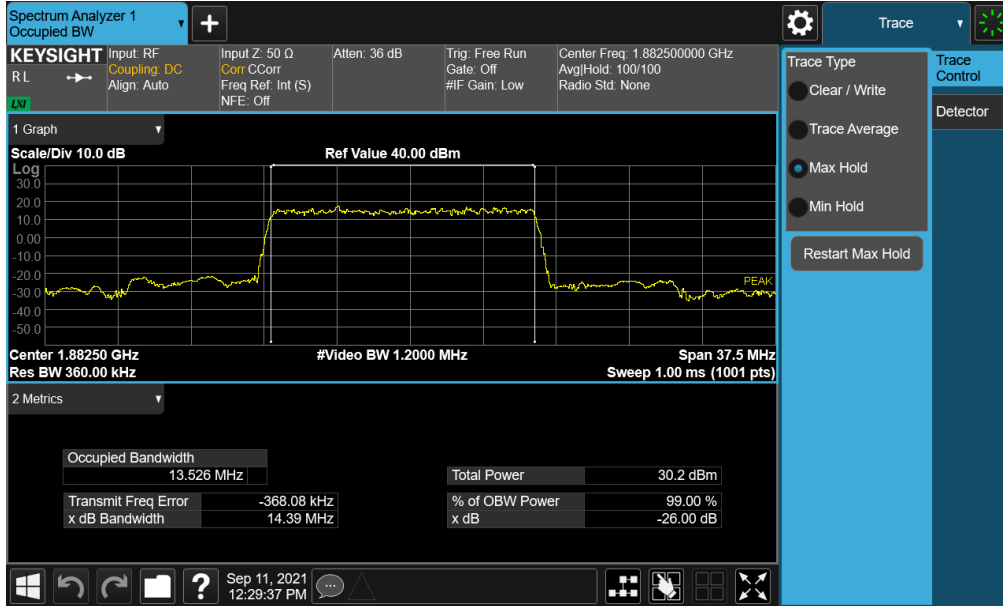 Spectrum Analyzer 1
Occupied BW
Trace
KEYSIGHT
R L
LXI
Input: RF
Coupling: DC
Align: Auto
Input Z: 50 Ω
Corr CCorr
Freq Ref: Int (S)
NFE: Off
Atten: 36 dB
Trig: Free Run
Gate: Off
#IF Gain: Low
Center Freq: 1.882500000 GHz
Avg|Hold: 100/100
Radio Std: None
Trace Type
Clear / Write
Trace Average
Max Hold
Min Hold
Restart Max Hold
Trace
Control
Detector
1 Graph
Scale/Div 10.0 dB
Ref Value 40.00 dBm
Log
30.0
20.0
10.0
0.00
-10.0
-20.0
-30.0
-40.0
-50.0
PEAK
Center 1.88250 GHz
#Video BW 1.2000 MHz
Span 37.5 MHz
Res BW 360.00 kHz
Sweep 1.00 ms (1001 pts)
2 Metrics
Occupied Bandwidth
13.526 MHz
Total Power 30.2 dBm
Transmit Freq Error -368.08 kHz
% of OBW Power 99.00 %
x dB Bandwidth 14.39 MHz
x dB -26.00 dB
?
Sep 11, 2021
12:29:37 PM